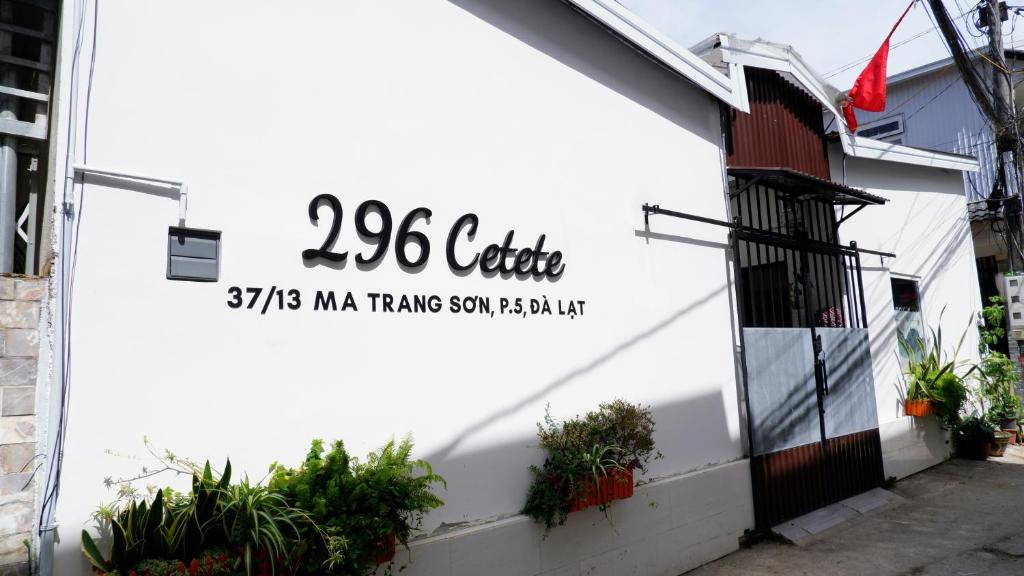 296 Cetete
37/13 MA TRANG SƠN, P.5, ĐÀ LẠT